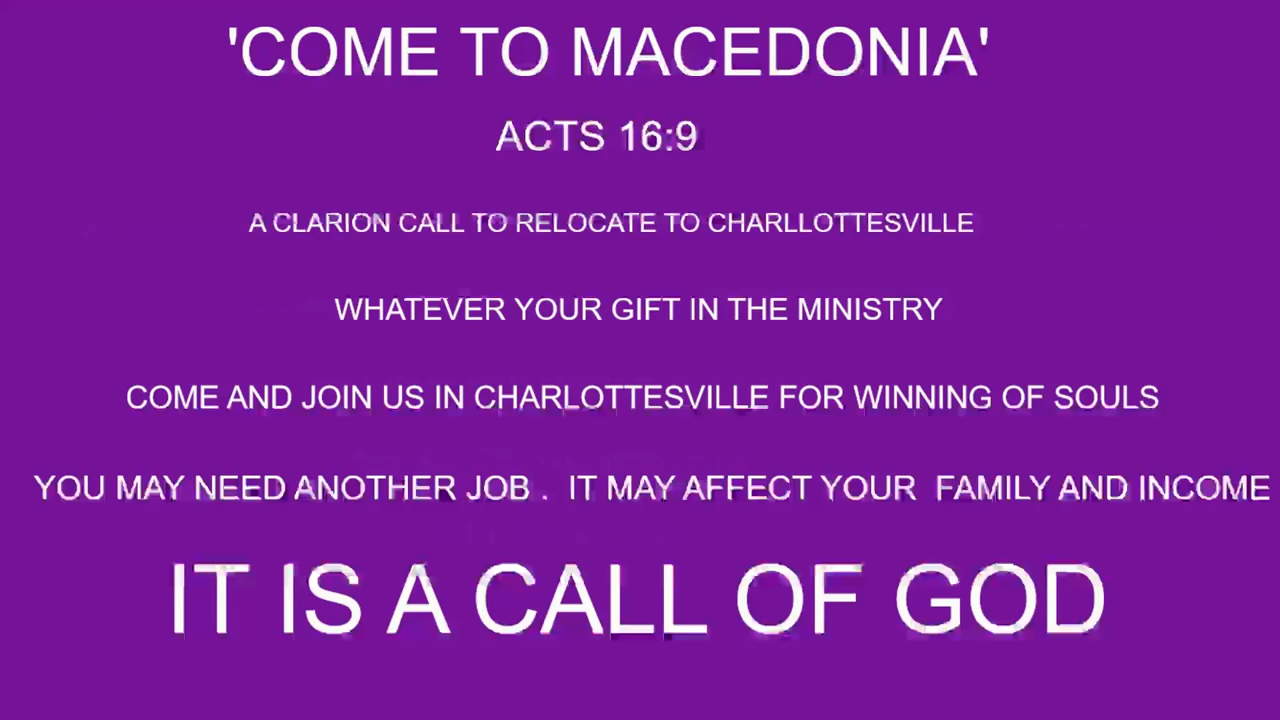 'COME TO MACEDONIA'
ACTS 16:9
A CLARION CALL TO RELOCATE TO CHARLLOTTESVILLE
WHATEVER YOUR GIFT IN THE MINISTRY
COME AND JOIN US IN CHARLOTTESVILLE FOR WINNING OF SOULS
YOU MAY NEED ANOTHER JOB .  IT MAY AFFECT YOUR  FAMILY AND INCOME
IT IS A CALL OF GOD